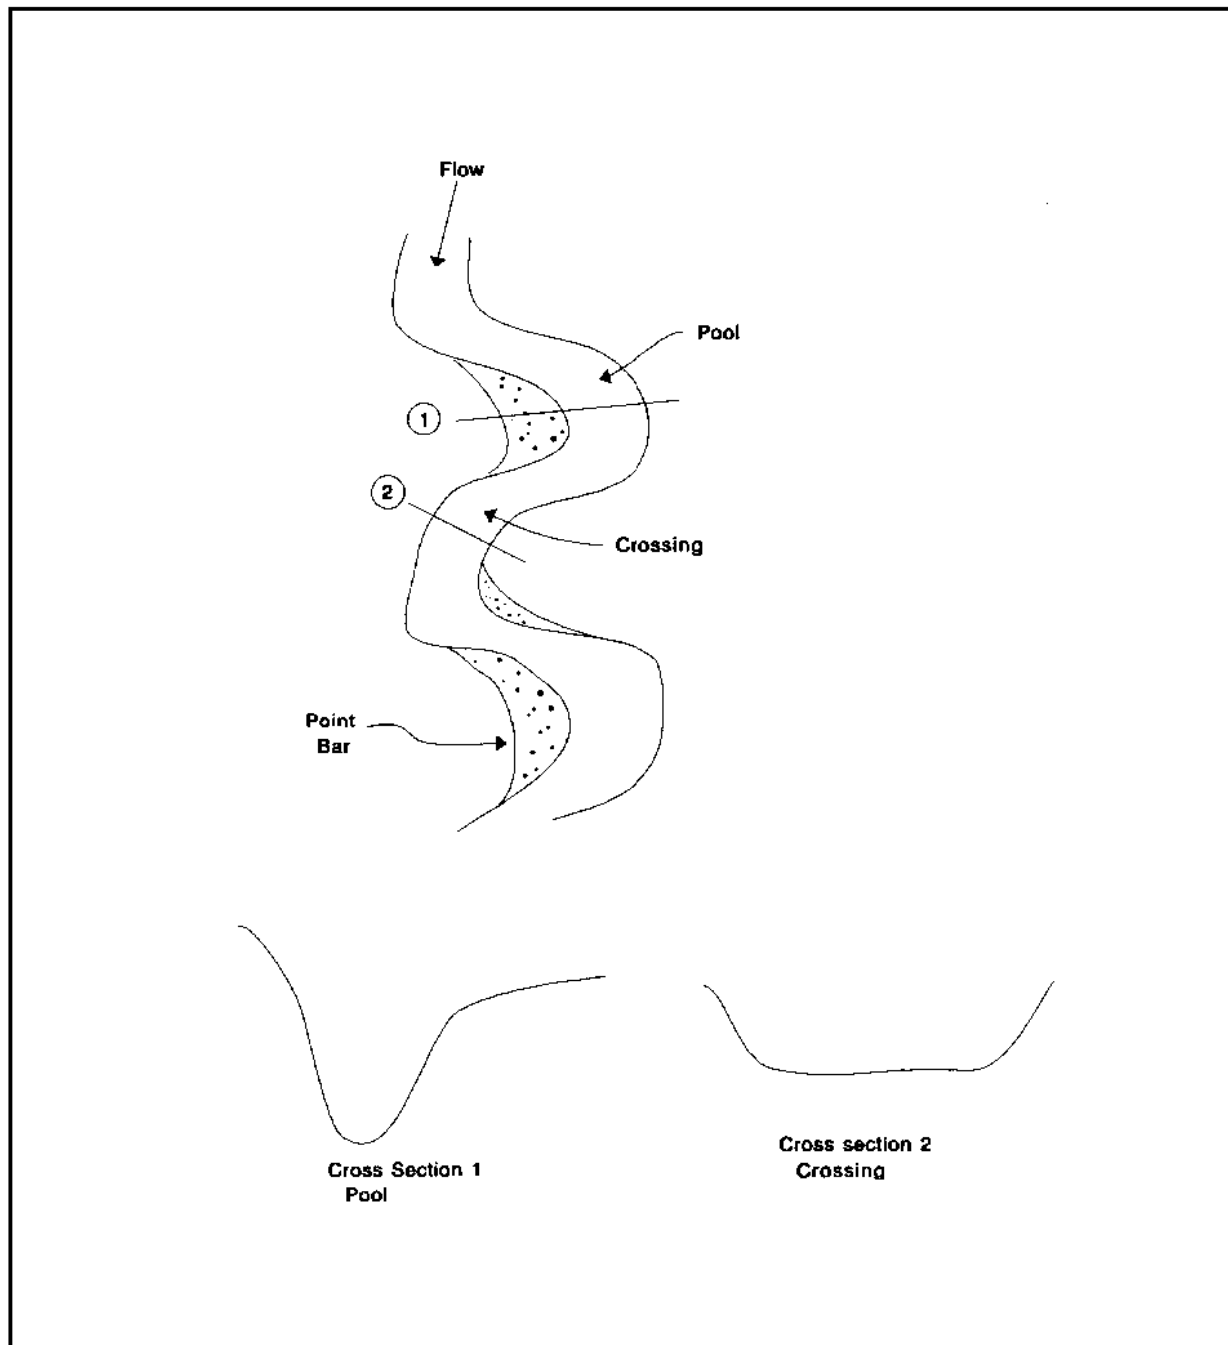 Flow
Pool
1
2
Crossing
Point
Bar
Cross Section 1
Pool
Cross section 2
Crossing